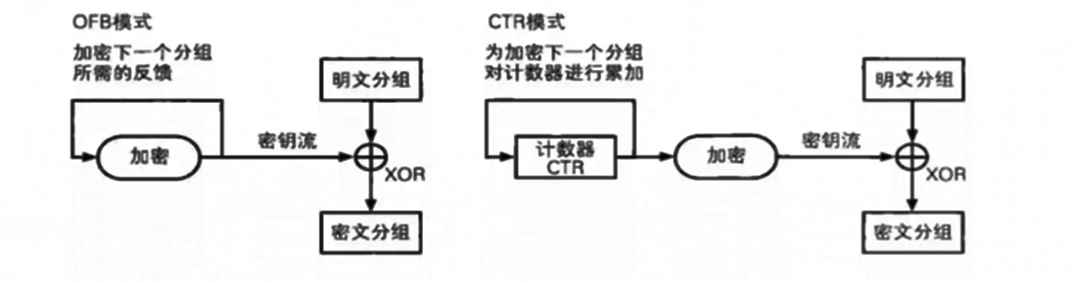 OFB模式
加密下一个分组
所需的反馈
明文分组
加密
密钥流
XOR
密文分组
CTR模式
为加密下一个分组
对计数器进行累加
明文分组
计数器
CTR
加密
密钥流
XOR
密文分组